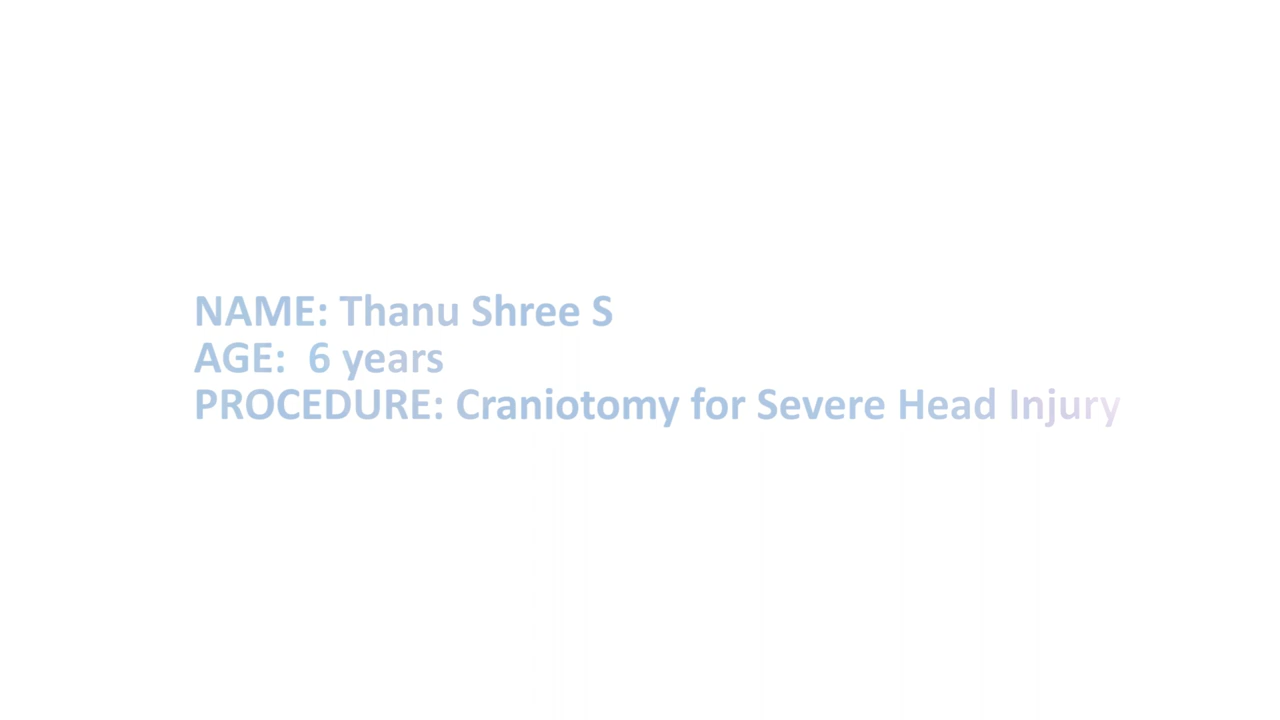 NAME: Thanu Shree S
AGE:  6 years
PROCEDURE: Craniotomy for Severe Head Injury